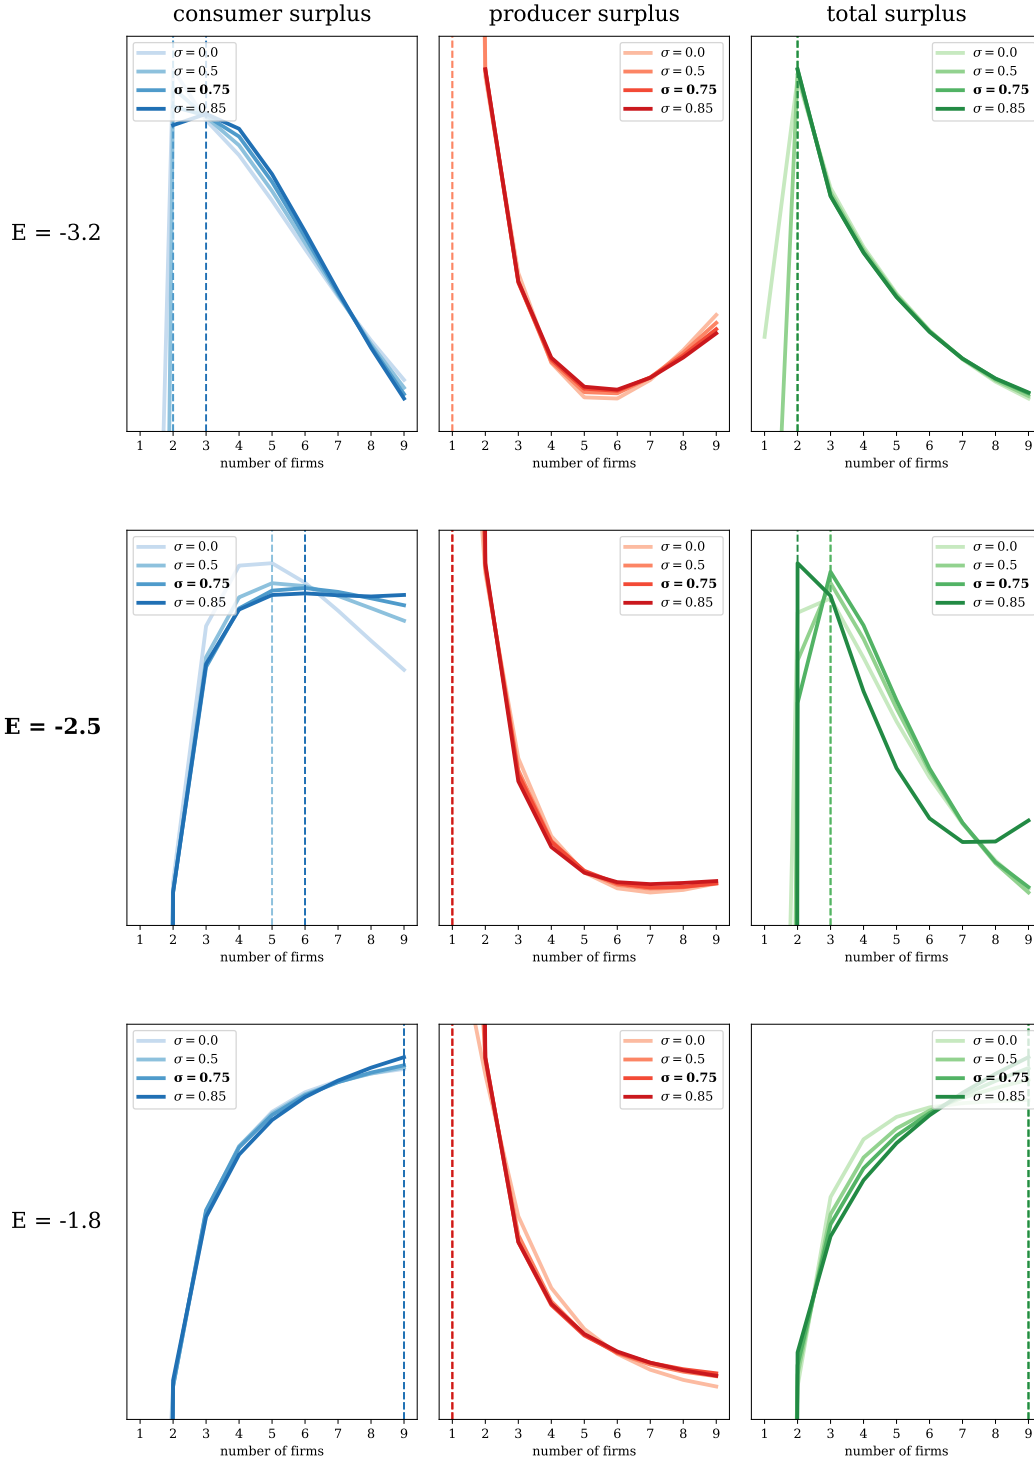 consumer surplus
producer surplus
total surplus
E = -3.2
σ = 0.0
σ = 0.5
σ = 0.75
σ = 0.85
1 2 3 4 5 6 7 8 9
number of firms
σ = 0.0
σ = 0.5
σ = 0.75
σ = 0.85
1 2 3 4 5 6 7 8 9
number of firms
σ = 0.0
σ = 0.5
σ = 0.75
σ = 0.85
1 2 3 4 5 6 7 8 9
number of firms
E = -2.5
σ = 0.0
σ = 0.5
σ = 0.75
σ = 0.85
1 2 3 4 5 6 7 8 9
number of firms
σ = 0.0
σ = 0.5
σ = 0.75
σ = 0.85
1 2 3 4 5 6 7 8 9
number of firms
σ = 0.0
σ = 0.5
σ = 0.75
σ = 0.85
1 2 3 4 5 6 7 8 9
number of firms
E = -1.8
σ = 0.0
σ = 0.5
σ = 0.75
σ = 0.85
1 2 3 4 5 6 7 8 9
number of firms
σ = 0.0
σ = 0.5
σ = 0.75
σ = 0.85
1 2 3 4 5 6 7 8 9
number of firms
σ = 0.0
σ = 0.5
σ = 0.75
σ = 0.85
1 2 3 4 5 6 7 8 9
number of firms